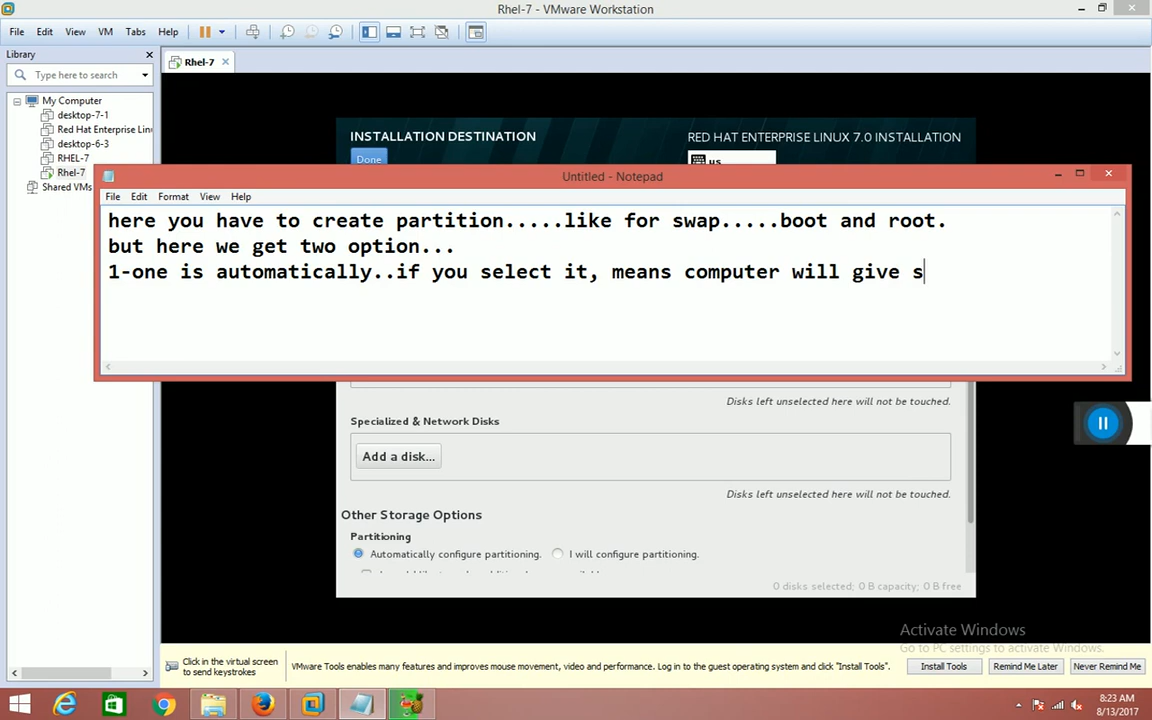 Rhel-7 - VMware Workstation
File Edit View VM Tabs Help
Library
Type here to search
Rhel-7
My Computer
desktop-7-1
Red Hat Enterprise Linu
desktop-6-3
RHEL-7
Rhel-7
Shared VMs
INSTALLATION DESTINATION
RED HAT ENTERPRISE LINUX 7.0 INSTALLATION
Done
us
Untitled - Notepad
File Edit Format View Help
here you have to create partition.....like for swap.....boot and root.
but here we get two option...
1-one is automatically..if you select it, means computer will give s
Disks left unselected here will not be touched.
Specialized & Network Disks
Add a disk...
Disks left unselected here will not be touched.
Other Storage Options
Partitioning
Automatically configure partitioning. I will configure partitioning.
0 disks selected; 0 B capacity; 0 B free
Activate Windows
Go to PC settings to activate Windows.
Click in the virtual screen
to send keystrokes
VMware Tools enables many features and improves mouse movement, video and performance. Log in to the guest operating system and click "Install Tools".
Install Tools
Remind Me Later
Never Remind Me
8:23 AM
8/13/2017